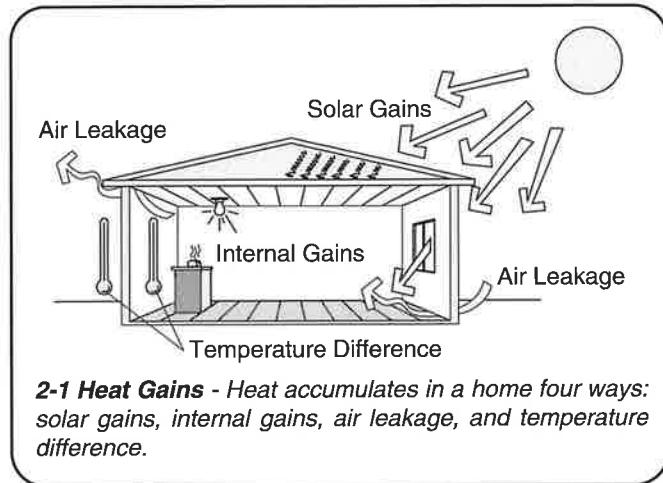 Solar Gains
Air Leakage
Internal Gains
Air Leakage
Temperature Difference
2-1 Heat Gains - Heat accumulates in a home four ways:
solar gains, internal gains, air leakage, and temperature
difference.